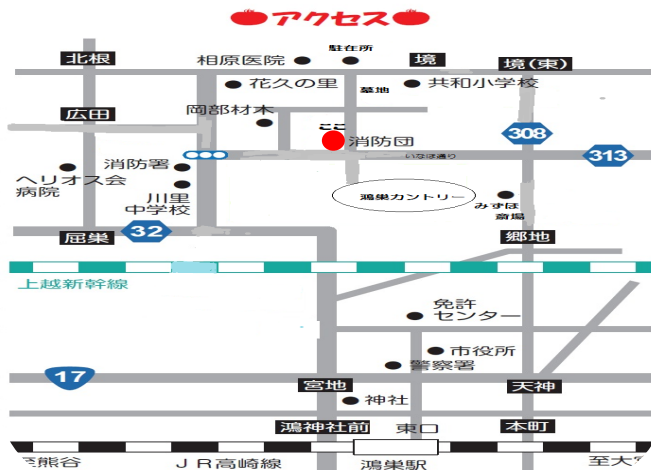 アクセス
駐在所
北根
相原医院
境
境(東)
花久の里
墓地
共和小学校
広田
岡部材木
ここ
消防団
308
いなほ通り
313
消防署
ヘリオス会
病院
川里
中学校
鴻巣カントリー
みずほ
斎場
屈巣
32
郷地
上越新幹線
免許
センター
市役所
警察署
17
宮地
天神
神社
鴻神社前
東口
本町
至熊谷
JR高崎線
鴻巣駅
至大